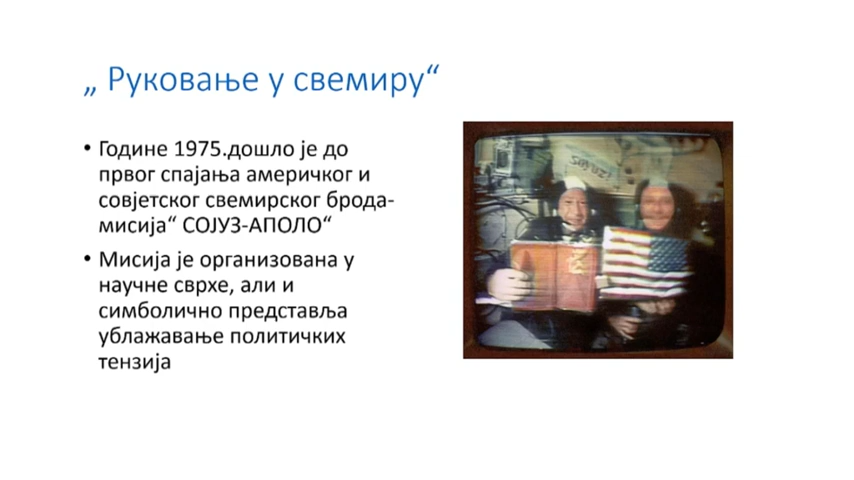 „ Руковање у свемиру“
• Године 1975.дошло је до
првог спајања америчког и
совјетског свемирског брода-
мисија“ СОЈУЗ-АПОЛО“
• Мисија је организована у
научне сврхе, али и
симболично представља
ублажавање политичких
тензија